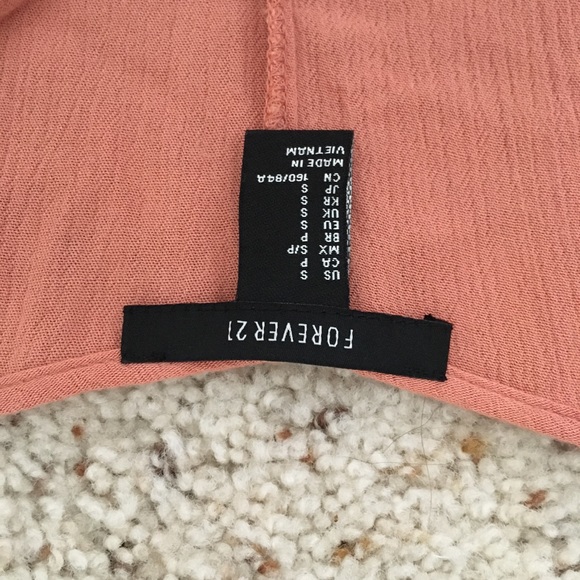 FOREVER 21
US S
CA P
MX S/P
BR P
EU S
UK S
KR S
JP S
CN 160/84A
MADE IN
VIETNAM